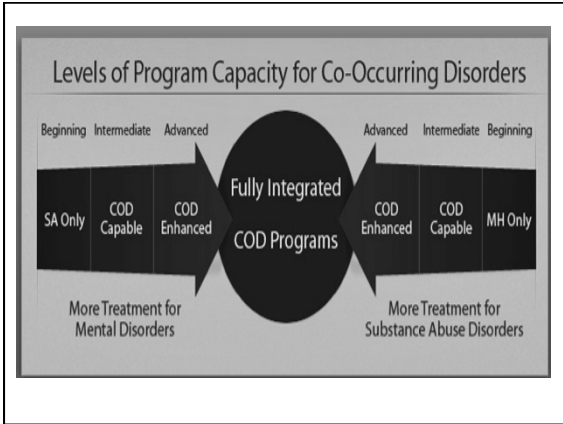 Levels of Program Capacity for Co-Occurring Disorders
Beginning Intermediate Advanced
Advanced Intermediate Beginning
SA Only
COD
Capable
COD
Enhanced
Fully Integrated
COD Programs
COD
Enhanced
COD
Capable
MH Only
More Treatment for
Mental Disorders
More Treatment for
Substance Abuse Disorders